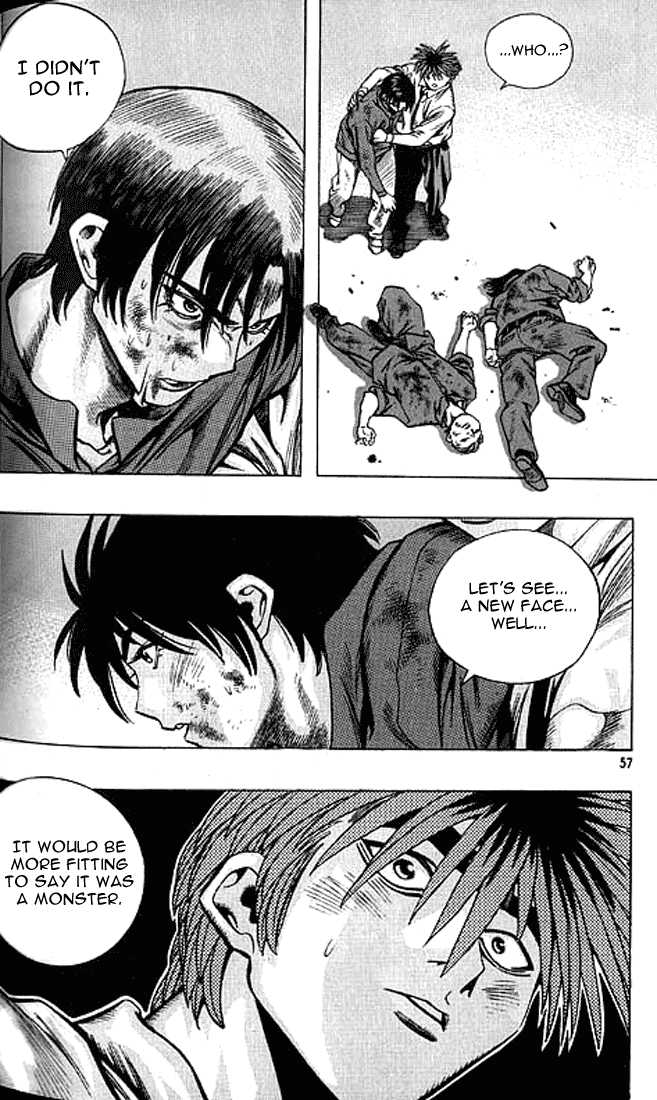 ...WHO...?
I DIDN'T
DO IT.
LET'S SEE...
A NEW FACE...
WELL...
57
IT WOULD BE
MORE FITTING
TO SAY IT WAS
A MONSTER.